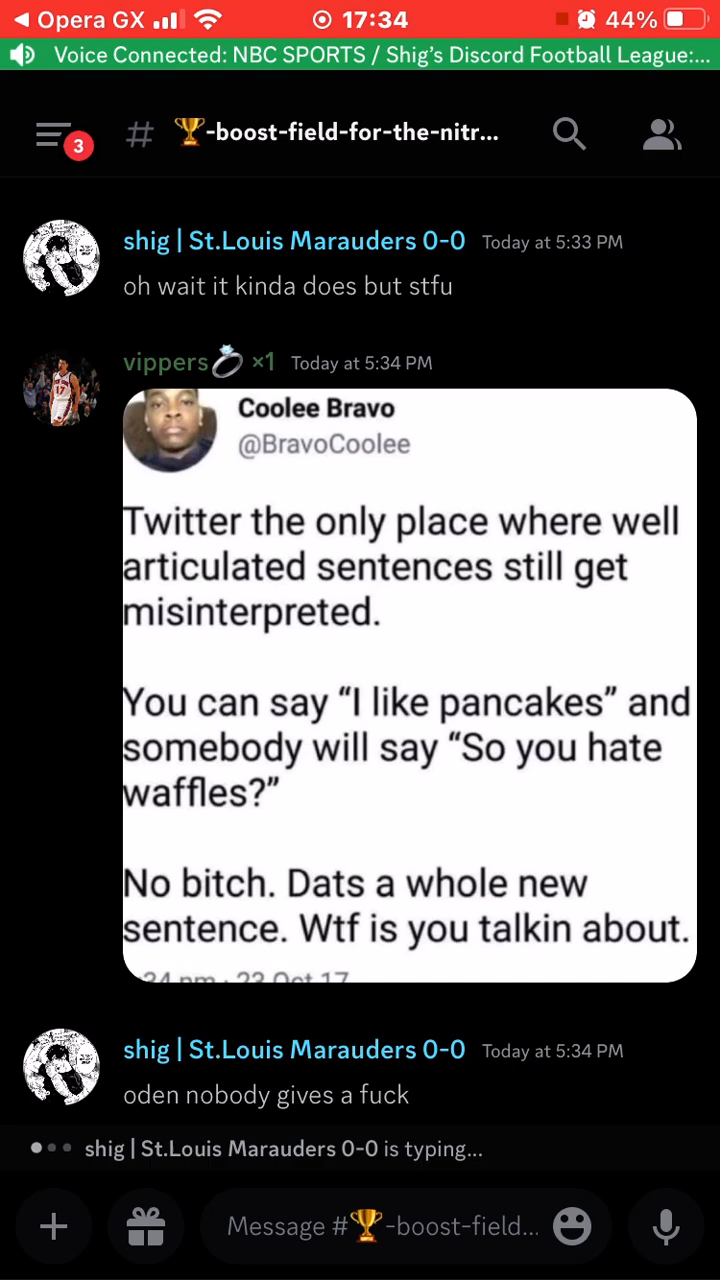 Opera GX
17:34
44%
Voice Connected: NBC SPORTS / Shig's Discord Football League:...
3
# 🏆-boost-field-for-the-nitr...
shig | St.Louis Marauders 0-0 Today at 5:33 PM
oh wait it kinda does but stfu
vippers💍 ×1 Today at 5:34 PM
Coolee Bravo
@BravoCoolee
Twitter the only place where well
articulated sentences still get
misinterpreted.
You can say “I like pancakes” and
somebody will say “So you hate
waffles?”
No bitch. Dats a whole new
sentence. Wtf is you talkin about.
34 pm · 23 Oct 17
shig | St.Louis Marauders 0-0 Today at 5:34 PM
oden nobody gives a fuck
shig | St.Louis Marauders 0-0 is typing...
Message #🏆-boost-field...